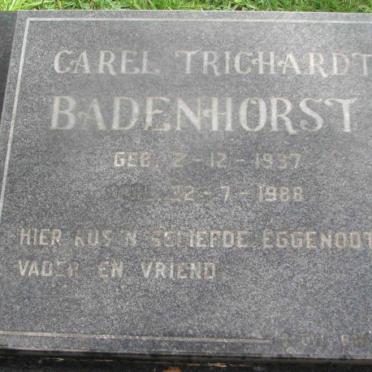 CAREL TRICHARDT
BADENHORST
GEB. 2-12-1937
22-7-1988
HIER RUS 'N GELIEFDE EGGENOOT
VADER EN VRIEND